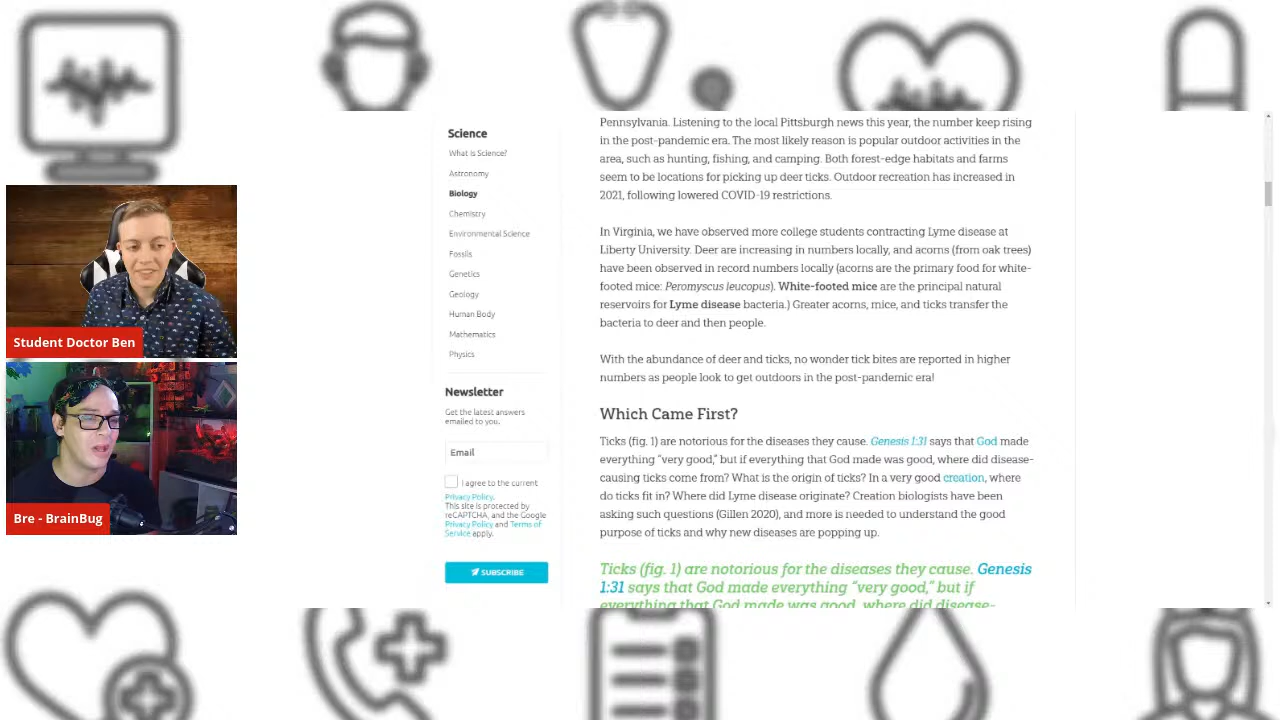 Student Doctor Ben
Bre - BrainBug
Science
What Is Science?
Astronomy
Biology
Chemistry
Environmental Science
Fossils
Genetics
Geology
Human Body
Mathematics
Physics
Newsletter
Get the latest answers
emailed to you.
Email
I agree to the current
Privacy Policy.
This site is protected by
reCAPTCHA, and the Google
Privacy Policy and Terms of
Service apply.
SUBSCRIBE
Pennsylvania. Listening to the local Pittsburgh news this year, the number keep rising
in the post-pandemic era. The most likely reason is popular outdoor activities in the
area, such as hunting, fishing, and camping. Both forest-edge habitats and farms
seem to be locations for picking up deer ticks. Outdoor recreation has increased in
2021, following lowered COVID-19 restrictions.
In Virginia, we have observed more college students contracting Lyme disease at
Liberty University. Deer are increasing in numbers locally, and acorns (from oak trees)
have been observed in record numbers locally (acorns are the primary food for white-
footed mice: Peromyscus leucopus). White-footed mice are the principal natural
reservoirs for Lyme disease bacteria.) Greater acorns, mice, and ticks transfer the
bacteria to deer and then people.
With the abundance of deer and ticks, no wonder tick bites are reported in higher
numbers as people look to get outdoors in the post-pandemic era!
Which Came First?
Ticks (fig. 1) are notorious for the diseases they cause. Genesis 1:31 says that God made
everything “very good,” but if everything that God made was good, where did disease-
causing ticks come from? What is the origin of ticks? In a very good creation, where
do ticks fit in? Where did Lyme disease originate? Creation biologists have been
asking such questions (Gillen 2020), and more is needed to understand the good
purpose of ticks and why new diseases are popping up.
Ticks (fig. 1) are notorious for the diseases they cause. Genesis
1:31 says that God made everything “very good,” but if
everything that God made was good, where did disease-